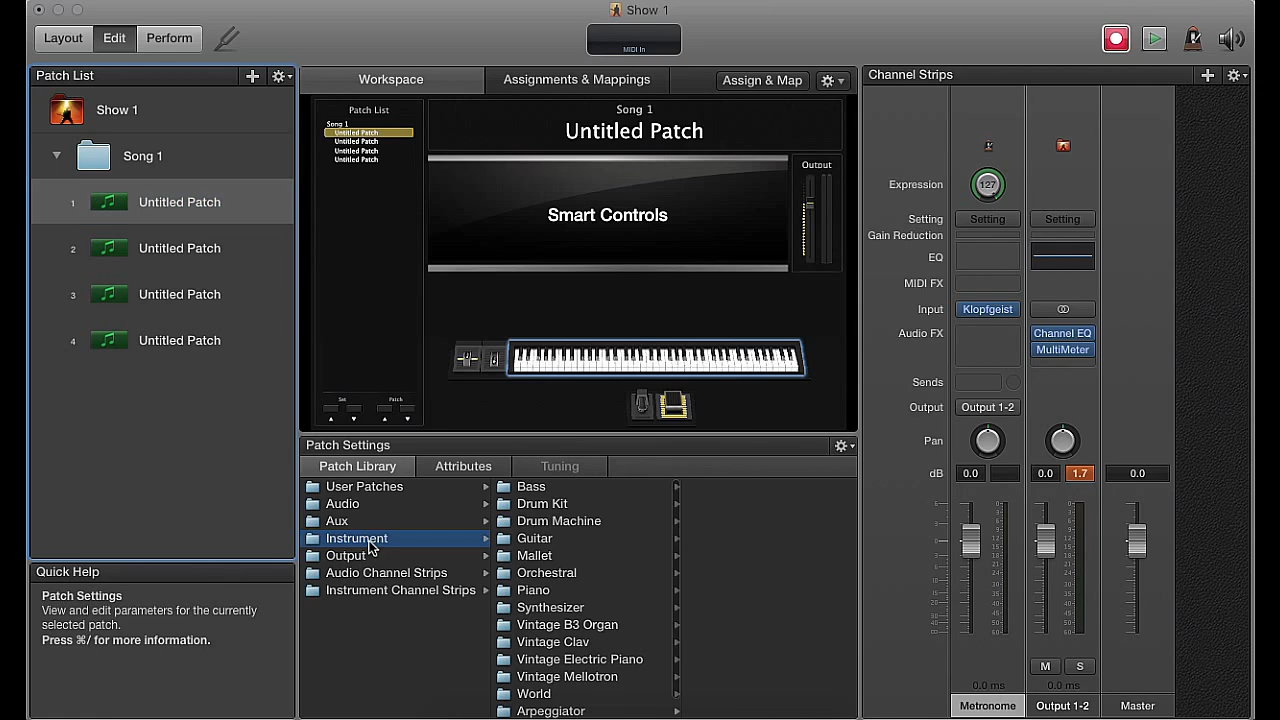 Show 1
Layout
Edit
Perform
MIDI In
Patch List
Show 1
Song 1
1
Untitled Patch
2
Untitled Patch
3
Untitled Patch
4
Untitled Patch
Quick Help
Patch Settings
View and edit parameters for the currently
selected patch.
Press ⌘/ for more information.
Workspace
Assignments & Mappings
Assign & Map
Patch List
Song 1
Untitled Patch
Untitled Patch
Untitled Patch
Untitled Patch
Set
Patch
Song 1
Untitled Patch
Smart Controls
Output
Patch Settings
Patch Library
Attributes
Tuning
User Patches
Audio
Aux
Instrument
Output
Audio Channel Strips
Instrument Channel Strips
Bass
Drum Kit
Drum Machine
Guitar
Mallet
Orchestral
Piano
Synthesizer
Vintage B3 Organ
Vintage Clav
Vintage Electric Piano
Vintage Mellotron
World
Arpeggiator
Channel Strips
Expression
127
Setting
Setting
Setting
Gain Reduction
EQ
MIDI FX
Input
Klopfgeist
Audio FX
Channel EQ
MultiMeter
Sends
Output
Output 1-2
Pan
dB
0.0
0.0
1.7
0.0
M
S
0.0 ms
0.0 ms
Metronome
Output 1-2
Master